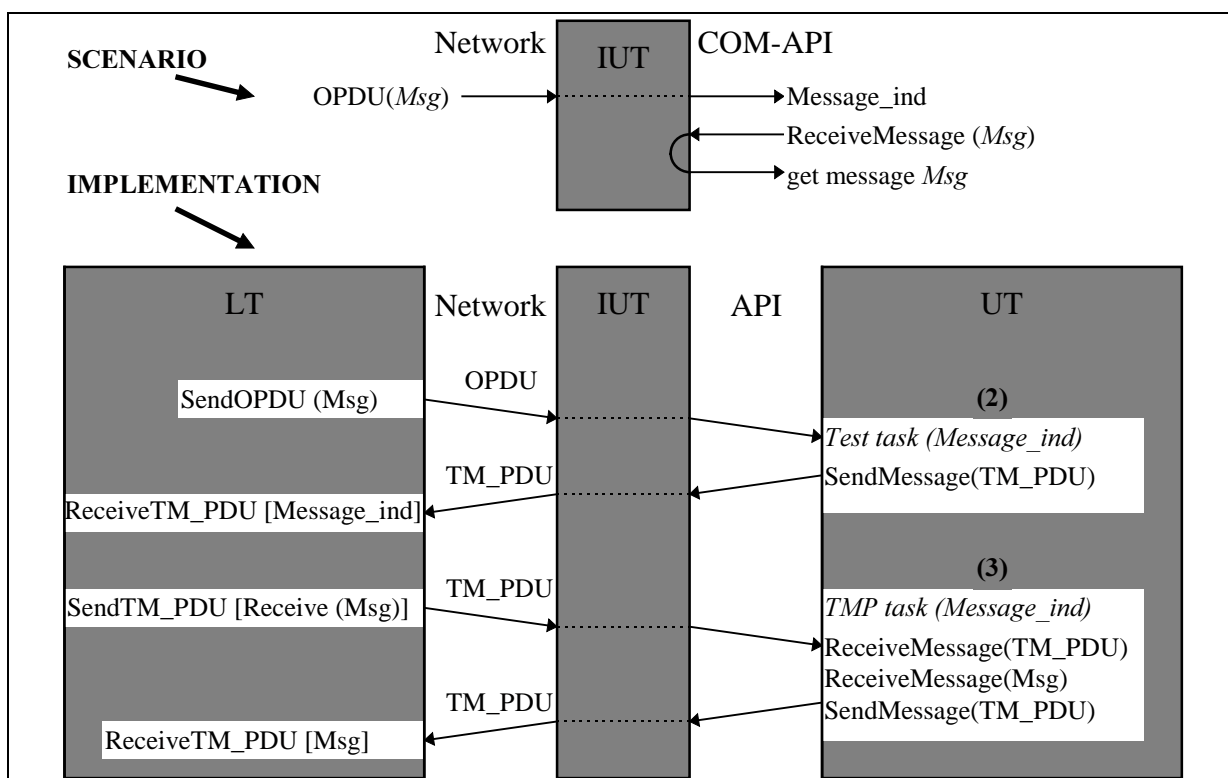 SCENARIO
Network
IUT
COM-API
OPDU(Msg)
Message_ind
ReceiveMessage (Msg)
get message Msg
IMPLEMENTATION
LT
Network
IUT
API
UT
OPDU
SendOPDU (Msg)
(2)
Test task (Message_ind)
TM_PDU
SendMessage(TM_PDU)
ReceiveTM_PDU [Message_ind]
(3)
TM_PDU
SendTM_PDU [Receive (Msg)]
TMP task (Message_ind)
ReceiveMessage(TM_PDU)
ReceiveMessage(Msg)
TM_PDU
SendMessage(TM_PDU)
ReceiveTM_PDU [Msg]